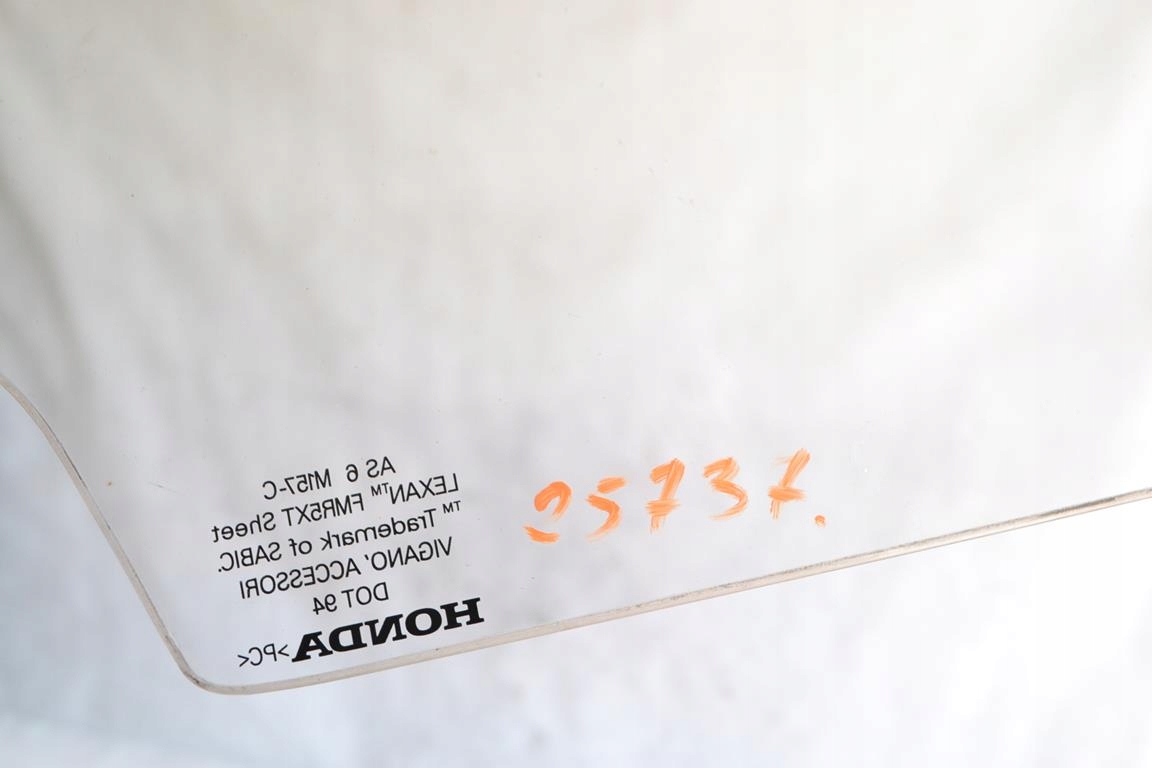 AS 6 M157-C
LEXAN™ FMR5XT Sheet
™ Trademark of SABIC.
VIGANO' ACCESSORI
DOT 94
HONDA >PC<
25737.